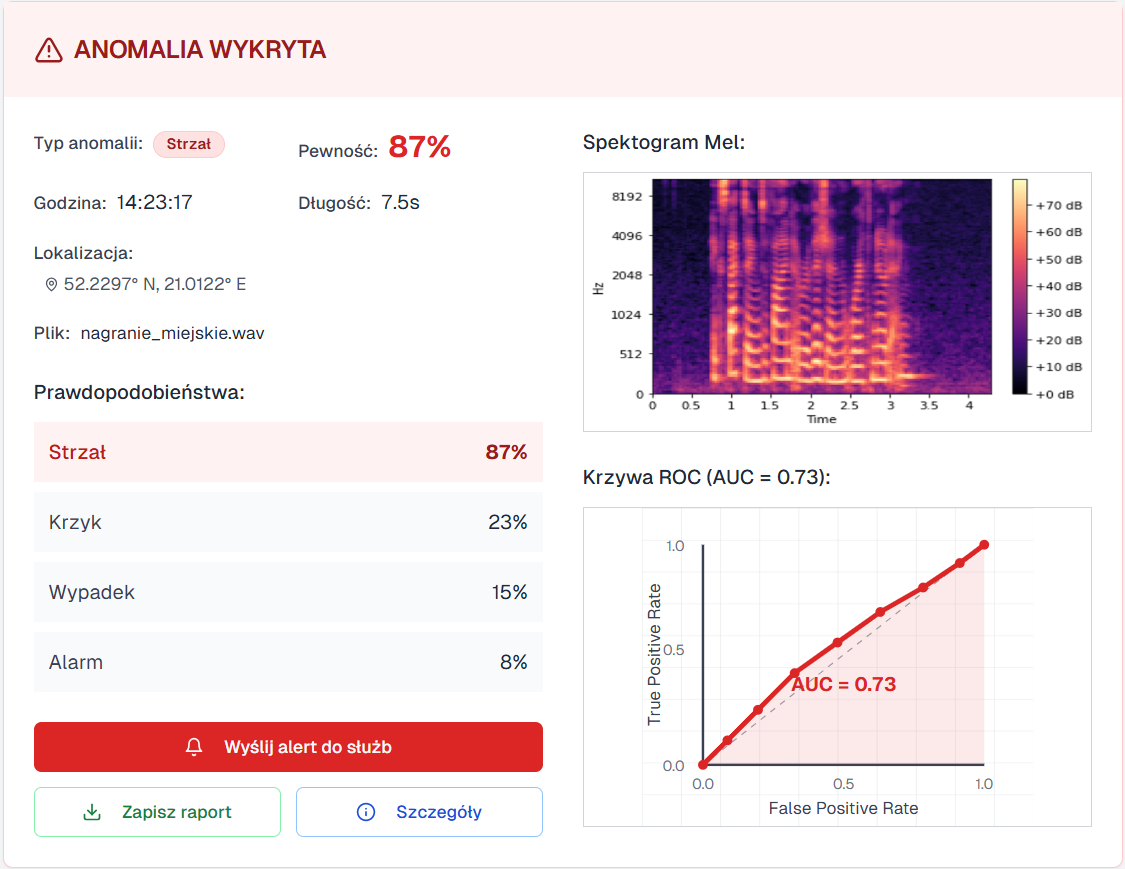 ANOMALIA WYKRYTA
Typ anomalii: Strzał
Pewność: 87%
Godzina: 14:23:17
Długość: 7.5s
Lokalizacja:
52.2297° N, 21.0122° E
Plik: nagranie_miejskie.wav
Prawdopodobieństwa:
Strzał 87%
Krzyk 23%
Wypadek 15%
Alarm 8%
Wyślij alert do służb
Zapisz raport
Szczegóły
Spektogram Mel:
8192
4096
2048
1024
512
0
Hz
0 0.5 1 1.5 2 2.5 3 3.5 4
Time
+70 dB
+60 dB
+50 dB
+40 dB
+30 dB
+20 dB
+10 dB
+0 dB
Krzywa ROC (AUC = 0.73):
1.0
0.5
0.0
True Positive Rate
AUC = 0.73
0.0 0.5 1.0
False Positive Rate